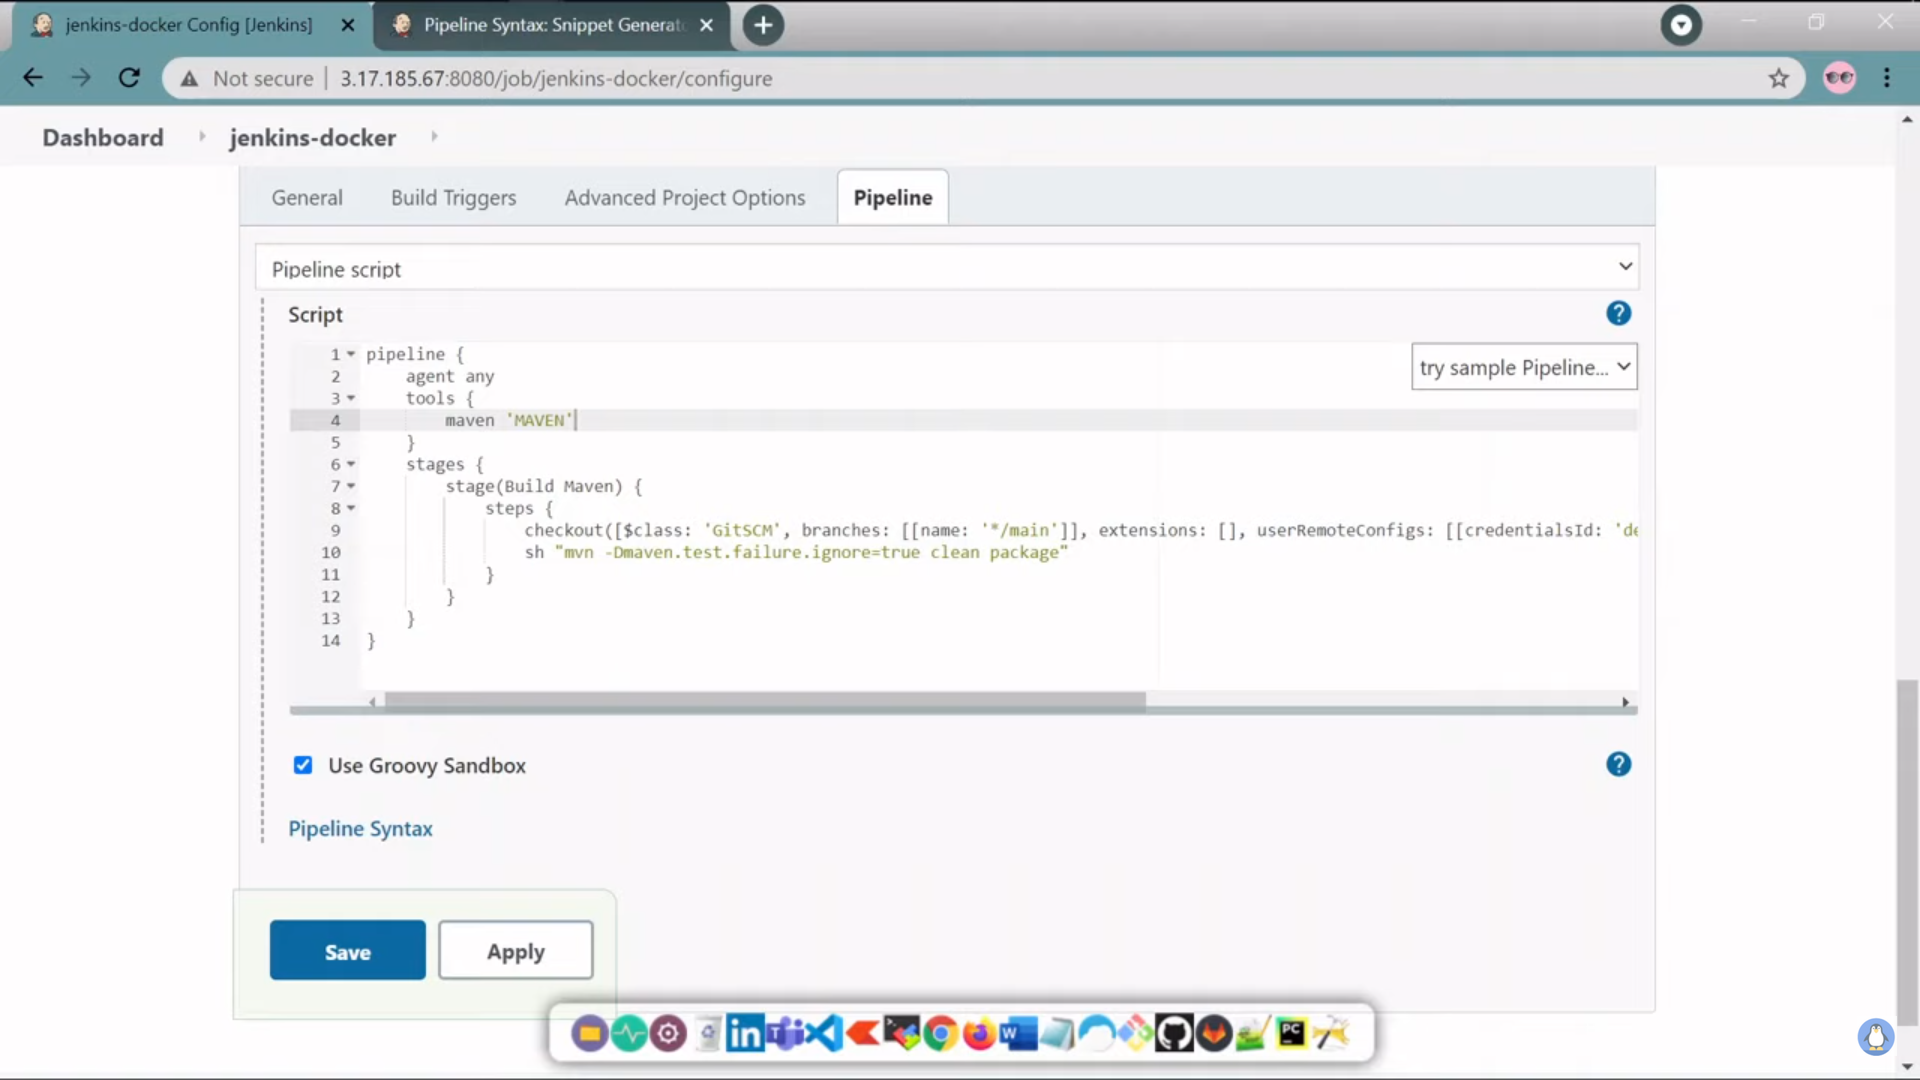 jenkins-docker Config [Jenkins]
Pipeline Syntax: Snippet Generat
Not secure
3.17.185.67:8080/job/jenkins-docker/configure
Dashboard
jenkins-docker
General
Build Triggers
Advanced Project Options
Pipeline
Pipeline script
Script
try sample Pipeline...
1 pipeline {
2 agent any
3 tools {
4 maven 'MAVEN'
5 }
6 stages {
7 stage(Build Maven) {
8 steps {
9 checkout([$class: 'GitSCM', branches: [[name: '*/main']], extensions: [], userRemoteConfigs: [[credentialsId: 'de
10 sh "mvn -Dmaven.test.failure.ignore=true clean package"
11 }
12 }
13 }
14 }
Use Groovy Sandbox
Pipeline Syntax
Save
Apply